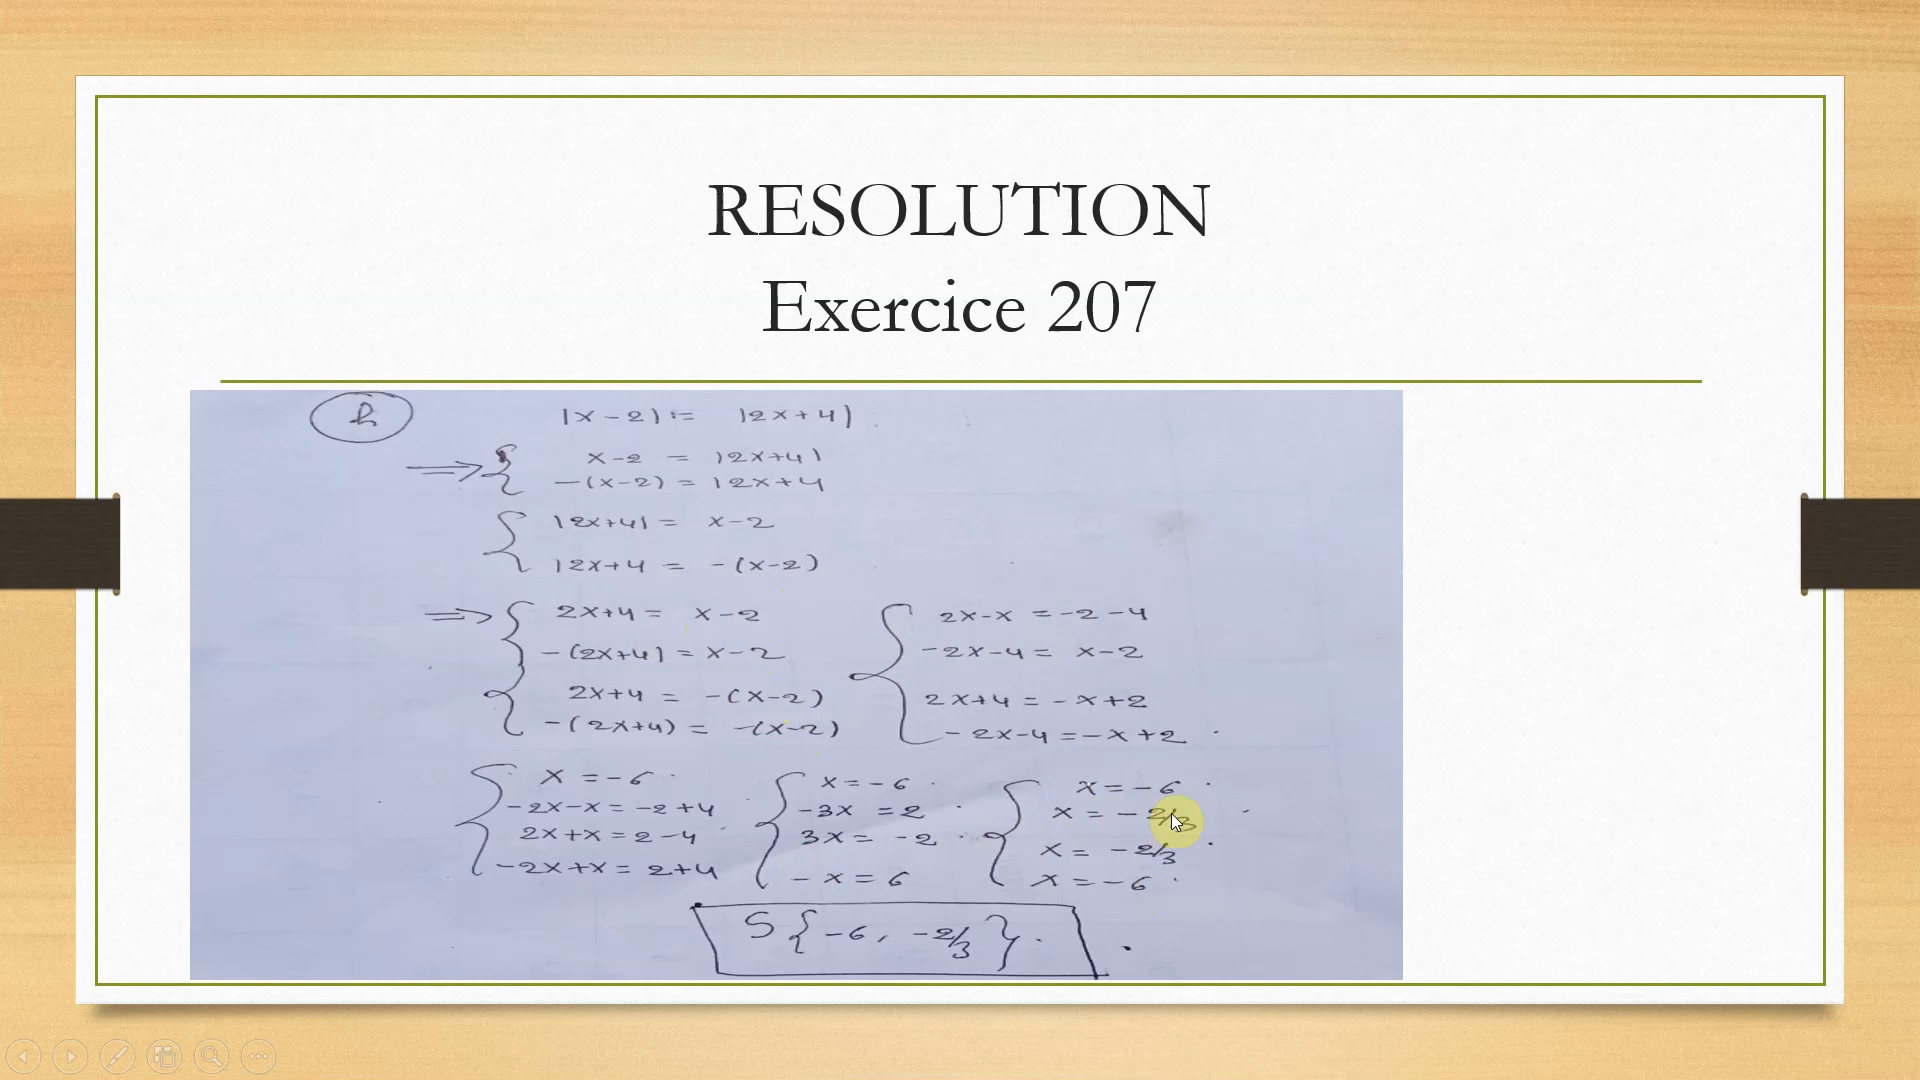 RESOLUTION
Exercice 207
h |x-2| = |2x+4|
=> { x-2 = |2x+4|
-(x-2) = |2x+4
{ |2x+4| = x-2
|2x+4 = -(x-2)
=> { 2x+4 = x-2
-(2x+4) = x-2
2x+4 = -(x-2)
-(2x+4) = -(x-2)
{ 2x-x = -2-4
-2x-4 = x-2
2x+4 = -x+2
-2x-4 = -x+2
{ x = -6
-2x-x = -2+4
2x+x = 2-4
-2x+x = 2+4
{ x = -6
-3x = 2
3x = -2
-x = 6
{ x = -6
x = -2/3
x = -2/3
x = -6
S{-6, -2/3}